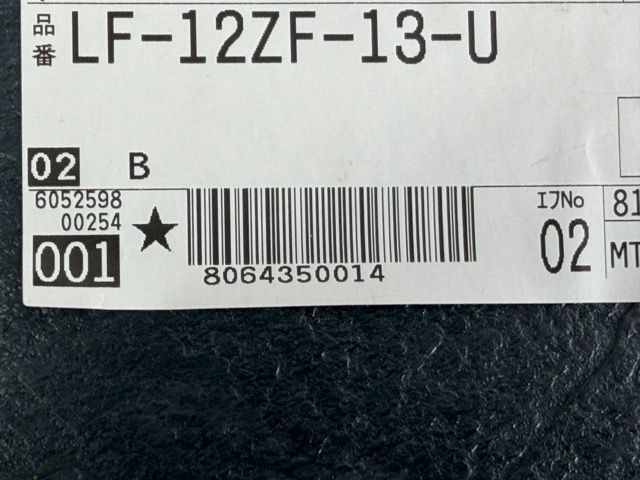 品番 LF-12ZF-13-U
02 B
6052598
00254
001 ★
8064350014
ｴﾌNo 02
81
MT